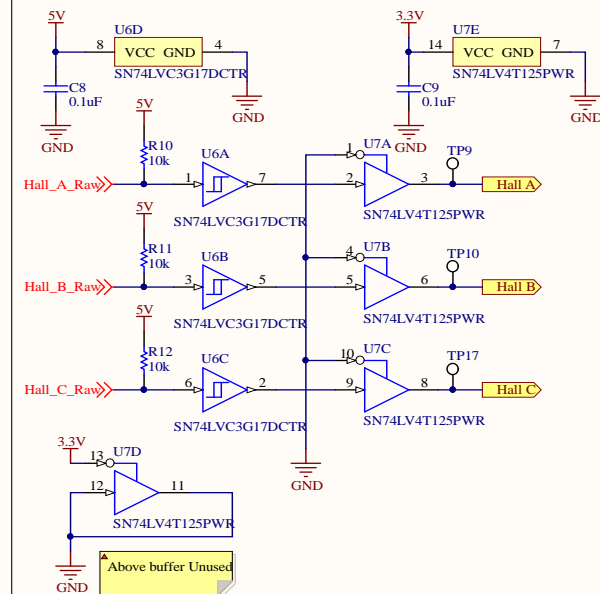 5V
U6D
8
VCC GND
4
SN74LVC3G17DCTR
C8
0.1uF
GND
GND
3.3V
U7E
14
VCC GND
7
SN74LV4T125PWR
C9
0.1uF
GND
GND
5V
R10
10k
Hall_A_Raw
U6A
1
7
SN74LVC3G17DCTR
U7A
1
2
3
SN74LV4T125PWR
TP9
Hall A
5V
R11
10k
Hall_B_Raw
U6B
3
5
SN74LVC3G17DCTR
U7B
4
5
6
SN74LV4T125PWR
TP10
Hall B
5V
R12
10k
Hall_C_Raw
U6C
6
2
SN74LVC3G17DCTR
U7C
10
9
8
SN74LV4T125PWR
TP17
Hall C
GND
3.3V
U7D
13
12
11
SN74LV4T125PWR
GND
Above buffer Unused